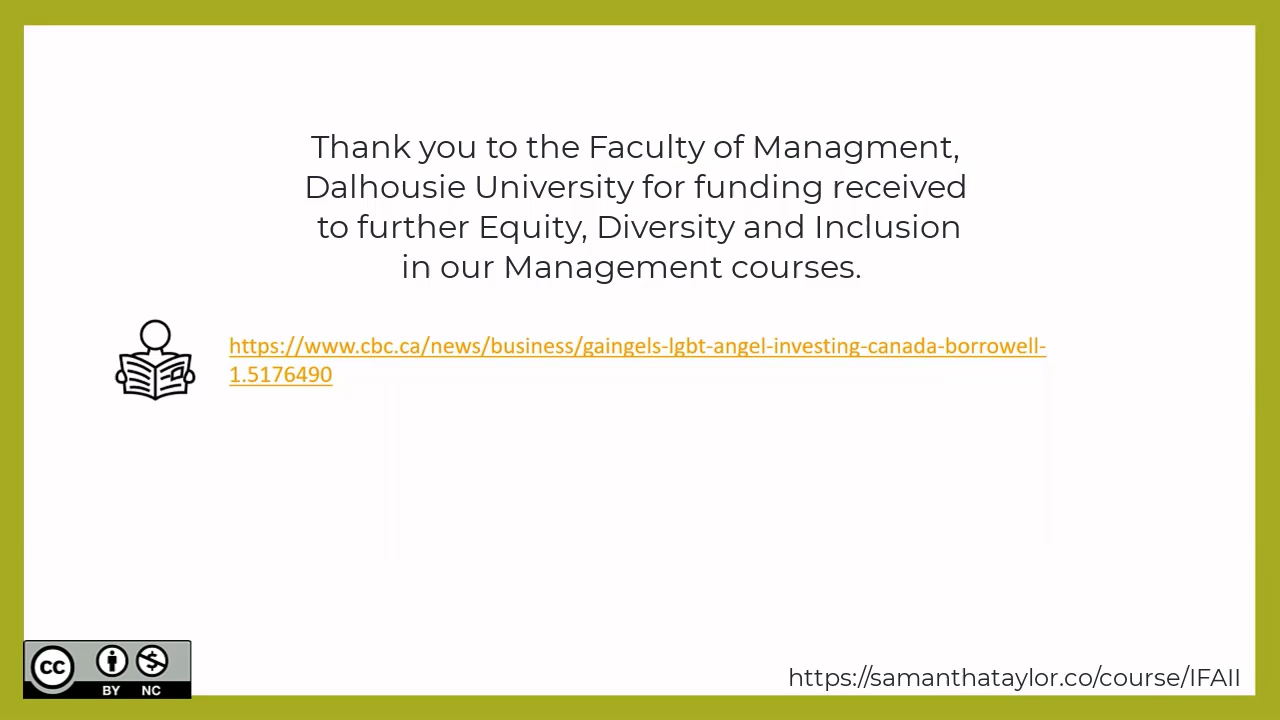 Thank you to the Faculty of Managment,
Dalhousie University for funding received
to further Equity, Diversity and Inclusion
in our Management courses.
https://www.cbc.ca/news/business/gaingels-lgbt-angel-investing-canada-borrowell-
1.5176490
cc
BY NC
https://samanthataylor.co/course/IFAII